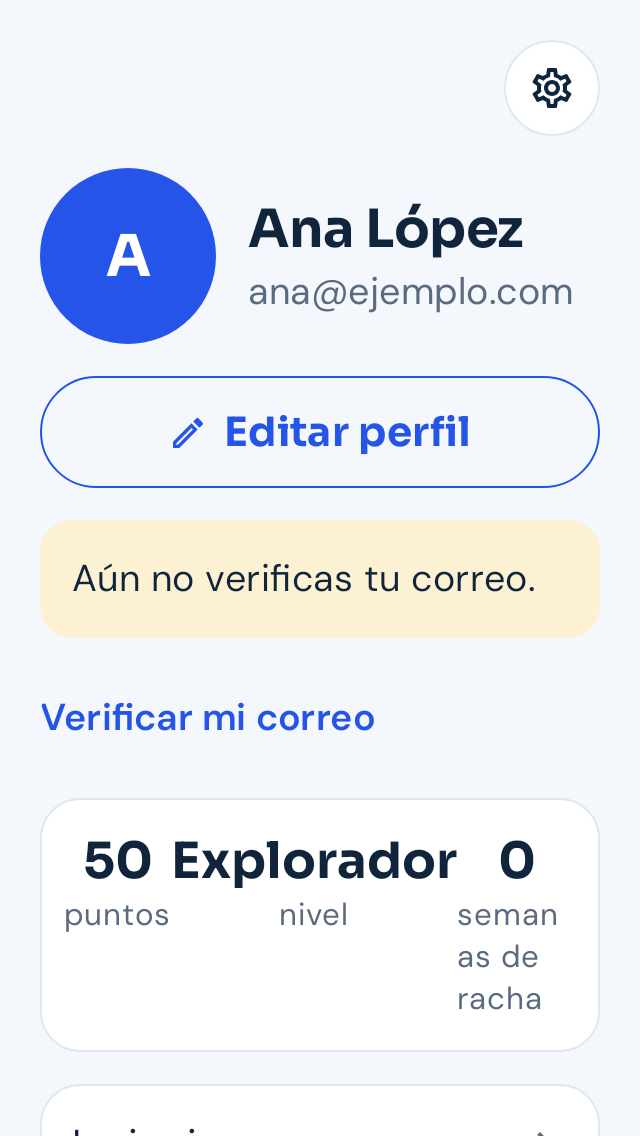 A
Ana López
ana@ejemplo.com
Editar perfil
Aún no verificas tu correo.
Verificar mi correo
50 Explorador 0
puntos nivel seman
as de
racha